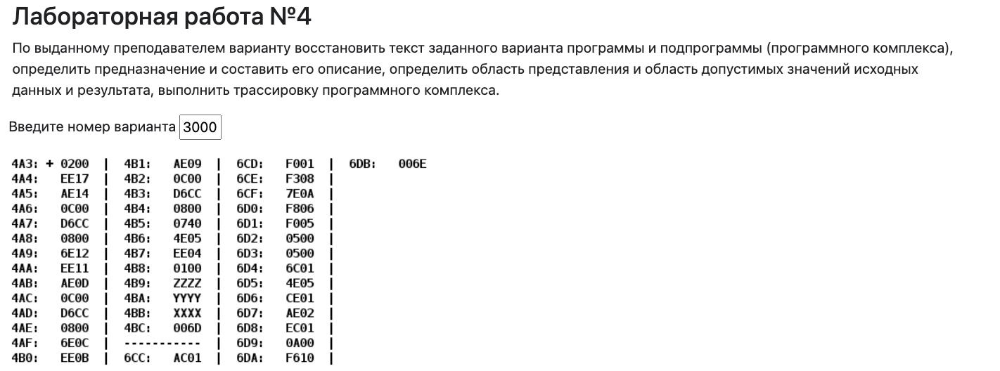 Лабораторная работа №4
По выданному преподавателем варианту восстановить текст заданного варианта программы и подпрограммы (программного комплекса),
определить предназначение и составить его описание, определить область представления и область допустимых значений исходных
данных и результата, выполнить трассировку программного комплекса.
Введите номер варианта 3000
4A3: + 0200 | 4B1: AE09 | 6CD: F001 | 6DB: 006E
4A4: EE17 | 4B2: 0C00 | 6CE: F308 |
4A5: AE14 | 4B3: D6CC | 6CF: 7E0A |
4A6: 0C00 | 4B4: 0800 | 6D0: F806 |
4A7: D6CC | 4B5: 0740 | 6D1: F005 |
4A8: 0800 | 4B6: 4E05 | 6D2: 0500 |
4A9: 6E12 | 4B7: EE04 | 6D3: 0500 |
4AA: EE11 | 4B8: 0100 | 6D4: 6C01 |
4AB: AE0D | 4B9: ZZZZ | 6D5: 4E05 |
4AC: 0C00 | 4BA: YYYY | 6D6: CE01 |
4AD: D6CC | 4BB: XXXX | 6D7: AE02 |
4AE: 0800 | 4BC: 006D | 6D8: EC01 |
4AF: 6E0C | ----------- | 6D9: 0A00 |
4B0: EE0B | 6CC: AC01 | 6DA: F610 |